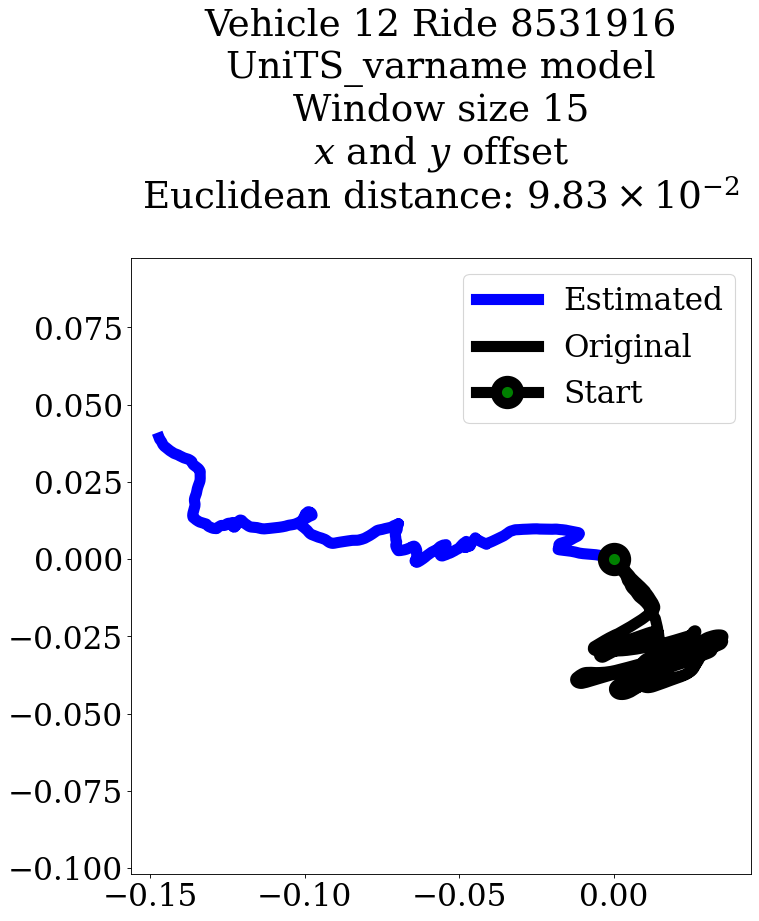 Vehicle 12 Ride 8531916
UniTS_varname model
Window size 15
x and y offset
Euclidean distance: 9.83 × 10⁻²
Estimated
Original
Start
0.075
0.050
0.025
0.000
−0.025
−0.050
−0.075
−0.100
−0.15 −0.10 −0.05 0.00